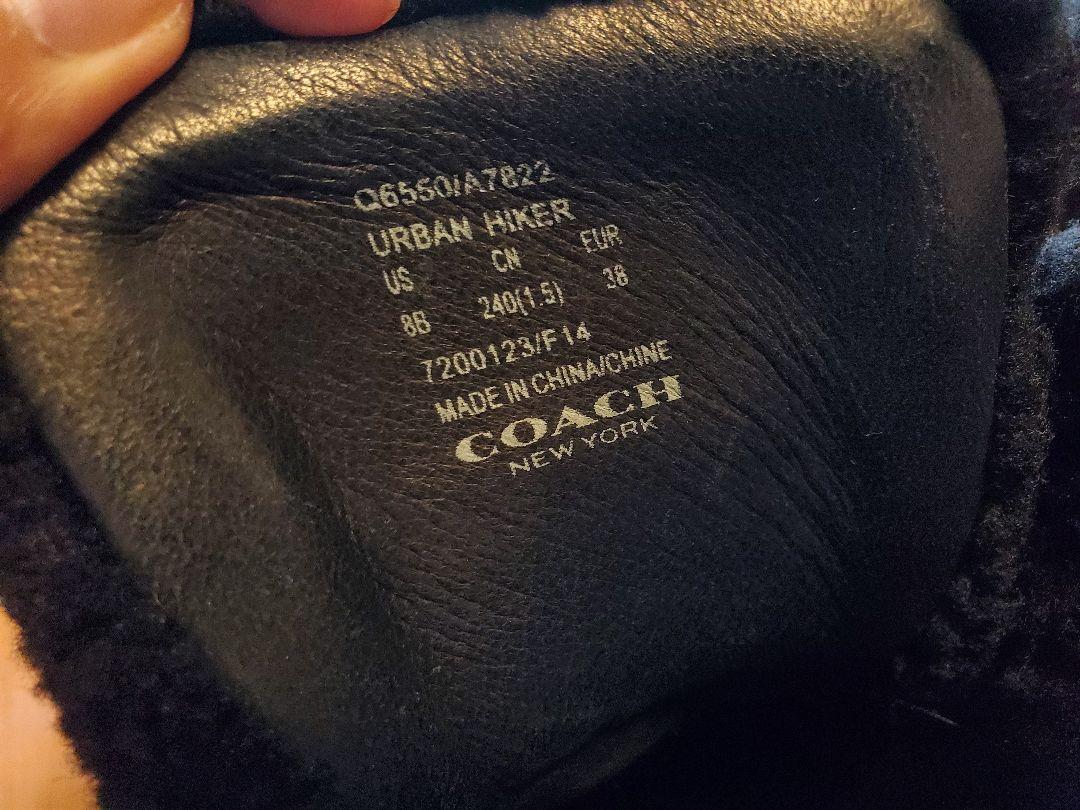 Q6550/A7822
URBAN HIKER
US CN EUR
8B 240(1.5) 38
7200123/F14
MADE IN CHINA/CHINE
COACH
NEW YORK